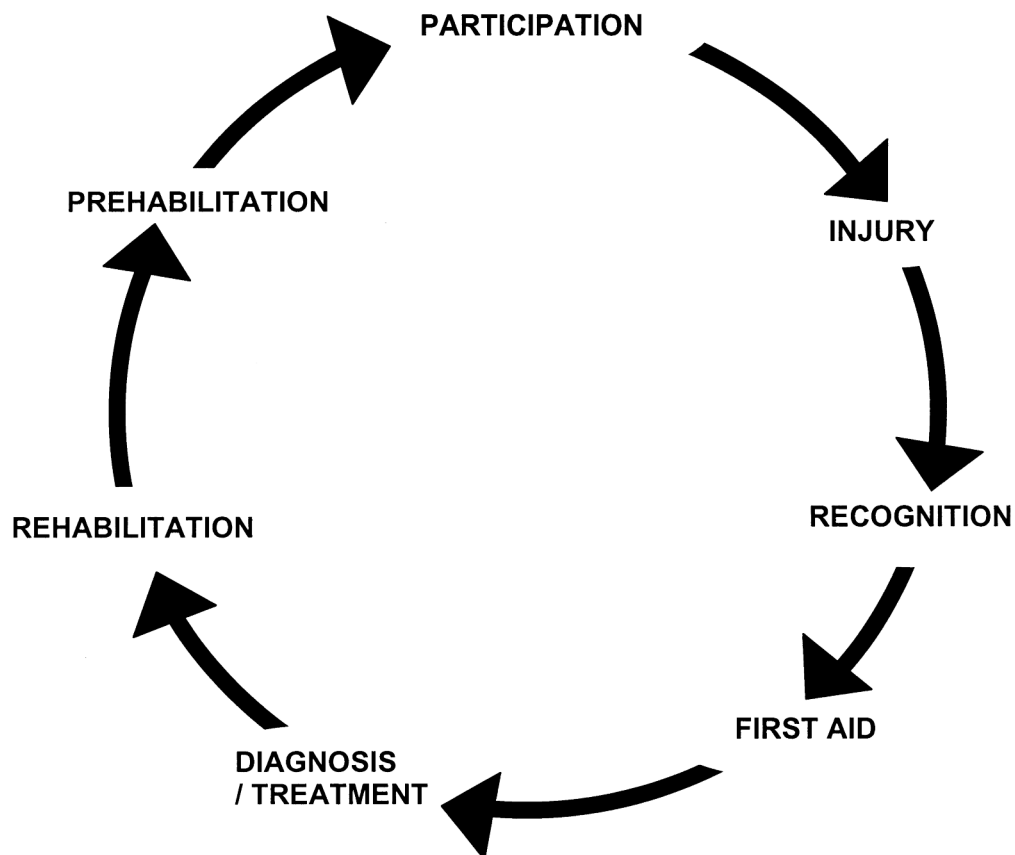 PARTICIPATION
INJURY
RECOGNITION
FIRST AID
DIAGNOSIS
/ TREATMENT
REHABILITATION
PREHABILITATION